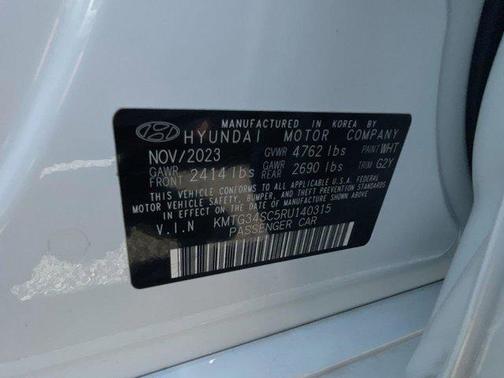 MANUFACTURED IN KOREA BY
HYUNDAI MOTOR COMPANY
NOV/2023 GVWR 4762 lbs PAINT WHT
GAWR FRONT 2414 lbs GAWR REAR 2690 lbs TRIM G2Y
THIS VEHICLE CONFORMS TO ALL APPLICABLE U.S.A. FEDERAL
MOTOR VEHICLE SAFETY, BUMPER, AND THEFT PREVENTION
STANDARDS IN EFFECT ON THE DATE OF MANUFACTURE SHOWN ABOVE.
V.I.N KMTG34SC5RU140315
PASSENGER CAR